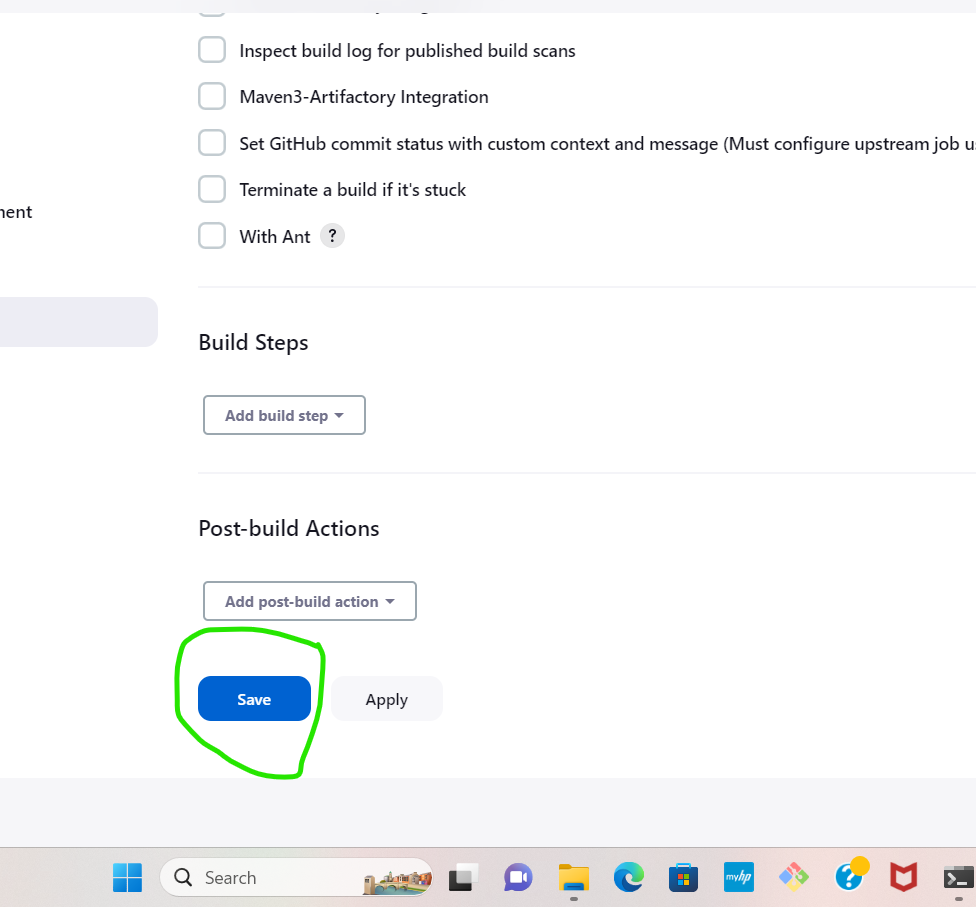 Inspect build log for published build scans
Maven3-Artifactory Integration
Set GitHub commit status with custom context and message (Must configure upstream job
Terminate a build if it's stuck
With Ant ?
Build Steps
Add build step
Post-build Actions
Add post-build action
Save Apply
Search
myhp
?